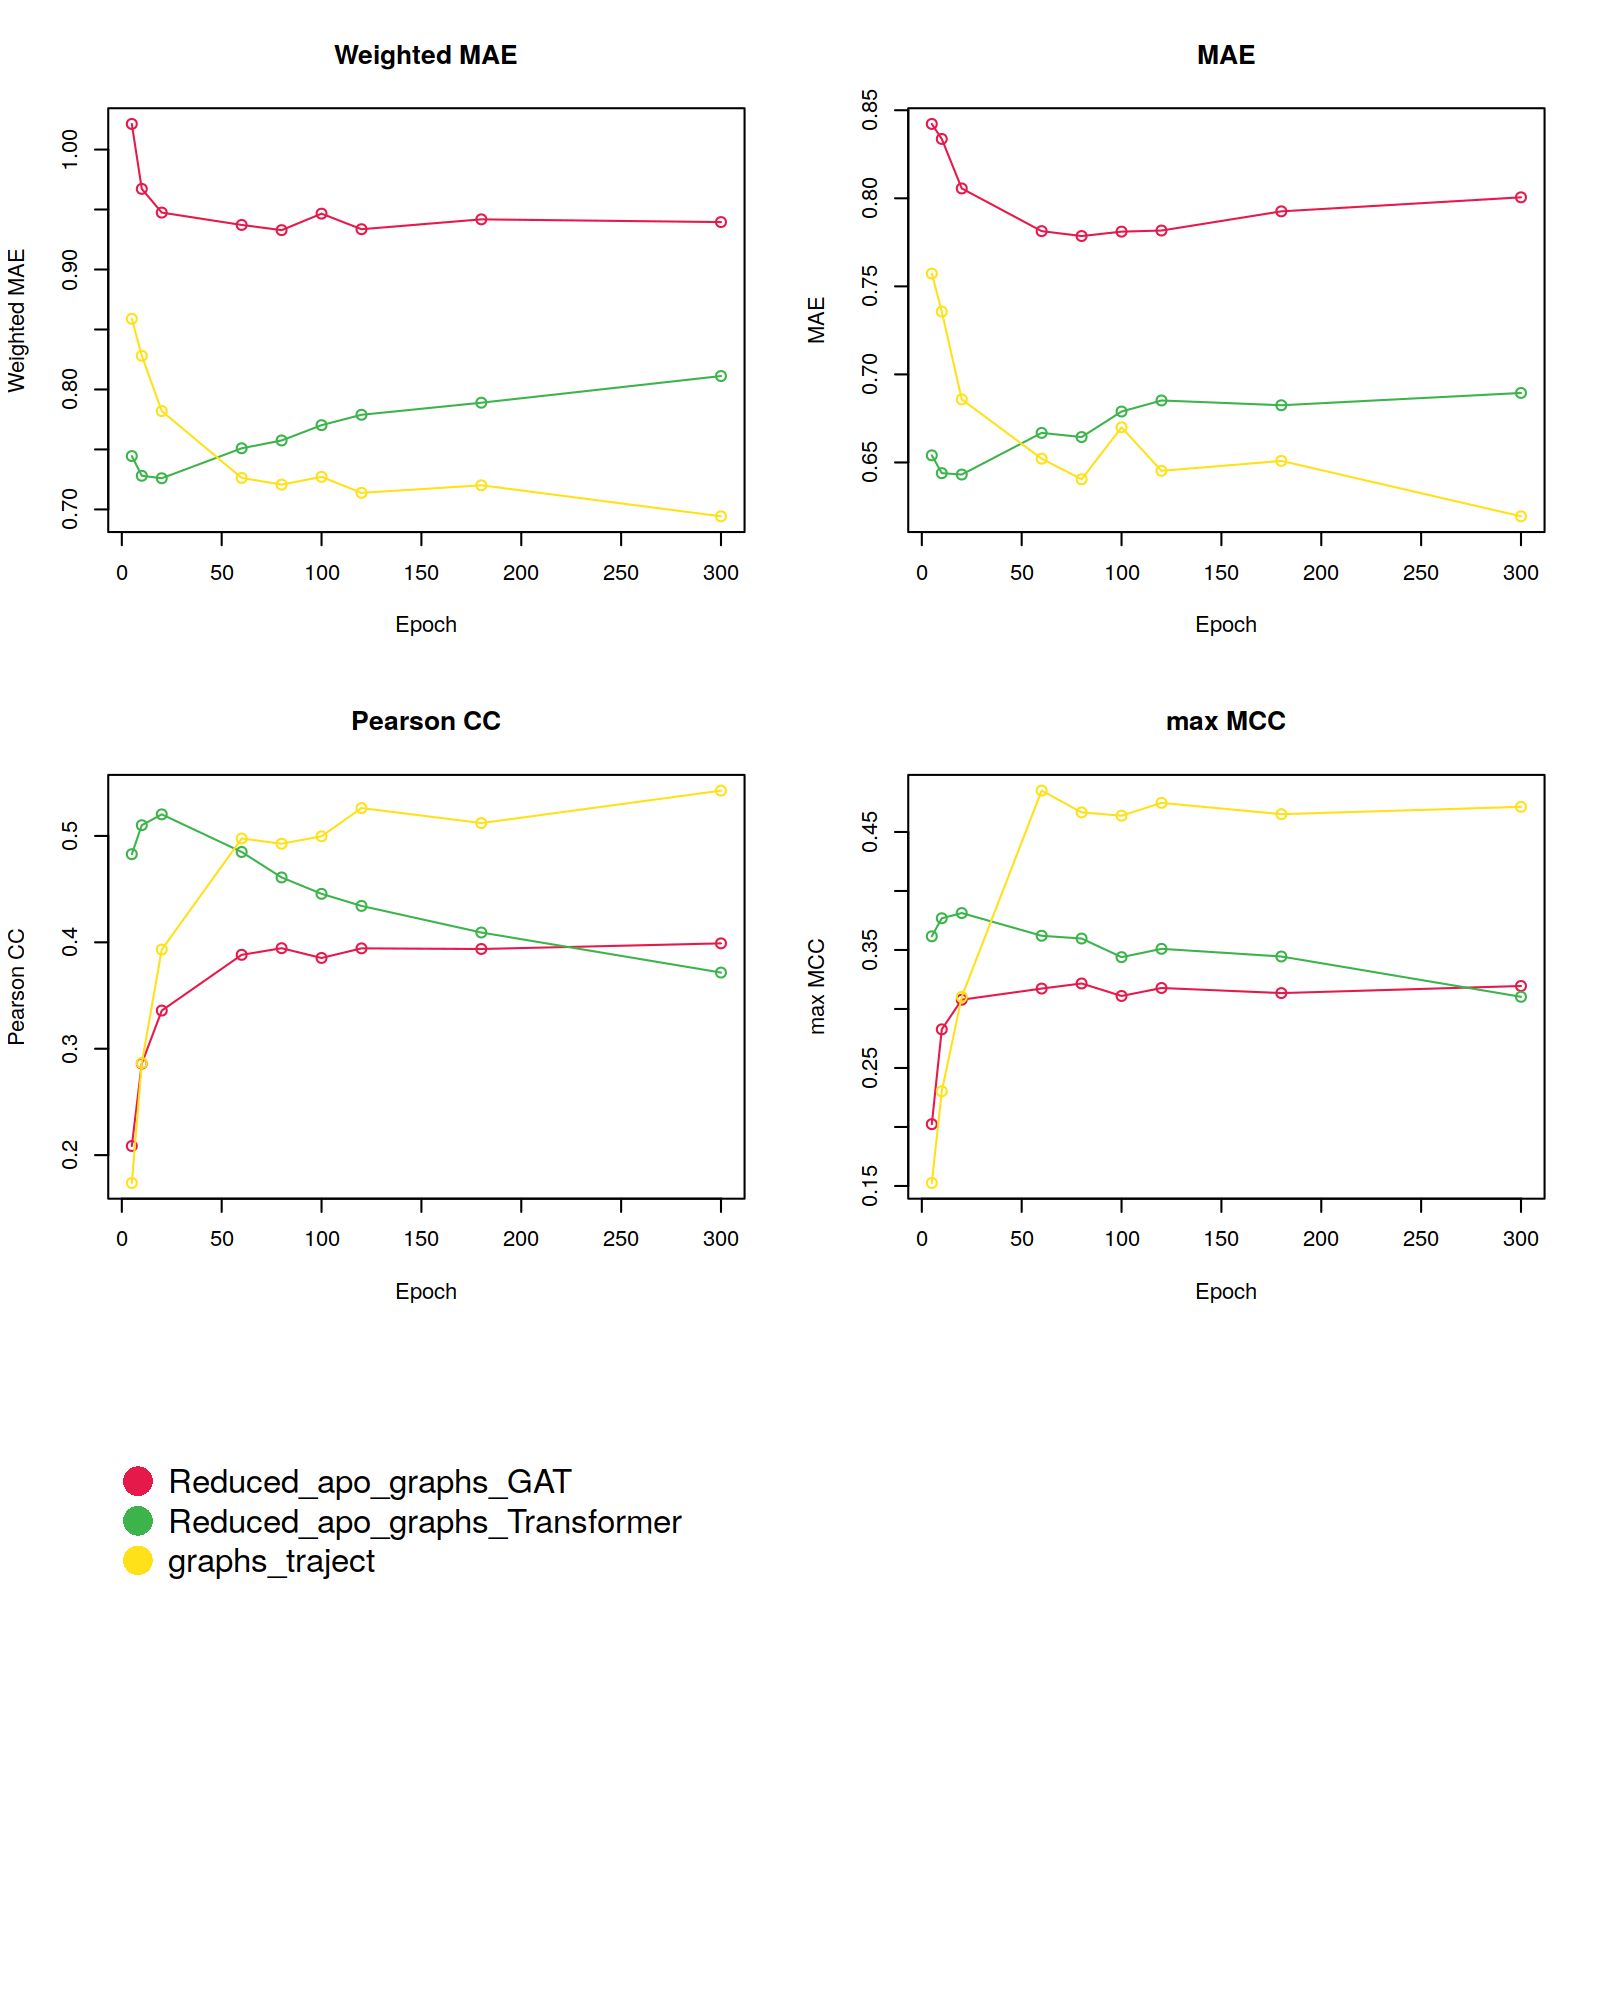 Weighted MAE
Weighted MAE
0.70 0.80 0.90 1.00
0 50 100 150 200 250 300
Epoch
MAE
MAE
0.65 0.70 0.75 0.80 0.85
0 50 100 150 200 250 300
Epoch
Pearson CC
Pearson CC
0.2 0.3 0.4 0.5
0 50 100 150 200 250 300
Epoch
max MCC
max MCC
0.15 0.25 0.35 0.45
0 50 100 150 200 250 300
Epoch
Reduced_apo_graphs_GAT
Reduced_apo_graphs_Transformer
graphs_traject